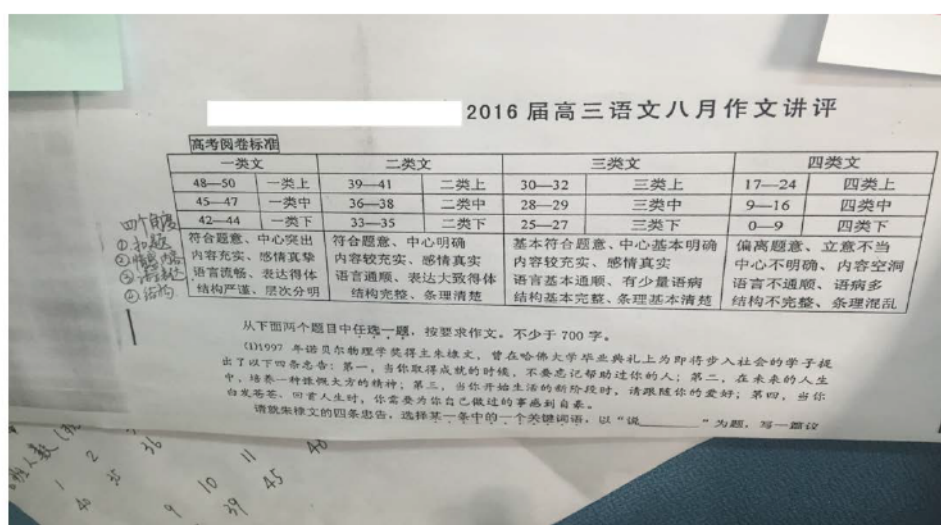 2016届高三语文八月作文讲评
高考阅卷标准
一类文 二类文 三类文 四类文
48—50 一类上 39—41 二类上 30—32 三类上 17—24 四类上
45—47 一类中 36—38 二类中 28—29 三类中 9—16 四类中
42—44 一类下 33—35 二类下 25—27 三类下 0—9 四类下
符合题意、中心突出 符合题意、中心明确 基本符合题意、中心基本明确 偏离题意、立意不当
内容充实、感情真挚 内容较充实、感情真实 内容较充实、感情真实 中心不明确、内容空洞
语言流畅、表达得体 语言通顺、表达大致得体 语言基本通顺、有少量语病 语言不通顺、语病多
结构严谨、层次分明 结构完整、条理清楚 结构基本完整、条理基本清楚 结构不完整、条理混乱
四个角度
①扣题
②情感内容
③语言表达
④结构
从下面两个题目中任选一题，按要求作文。不少于 700 字。
(1)1997 年诺贝尔物理学奖得主朱棣文，曾在哈佛大学毕业典礼上为即将步入社会的学子提
出了以下四条忠告：第一，当你取得成就的时候，不要忘记帮助过你的人；第二，在未来的人生
中，培养一种慷慨大方的精神；第三，当你开始生活的新阶段时，请跟随你的爱好；第四，当你
白发苍苍、回首人生时，你需要为你自己做过的事感到自豪。
请就朱棣文的四条忠告，选择某一条中的一个关键词语，以“说______”为题，写一篇议
人数
1 2 36 11 48
40 35 10 45
9 39